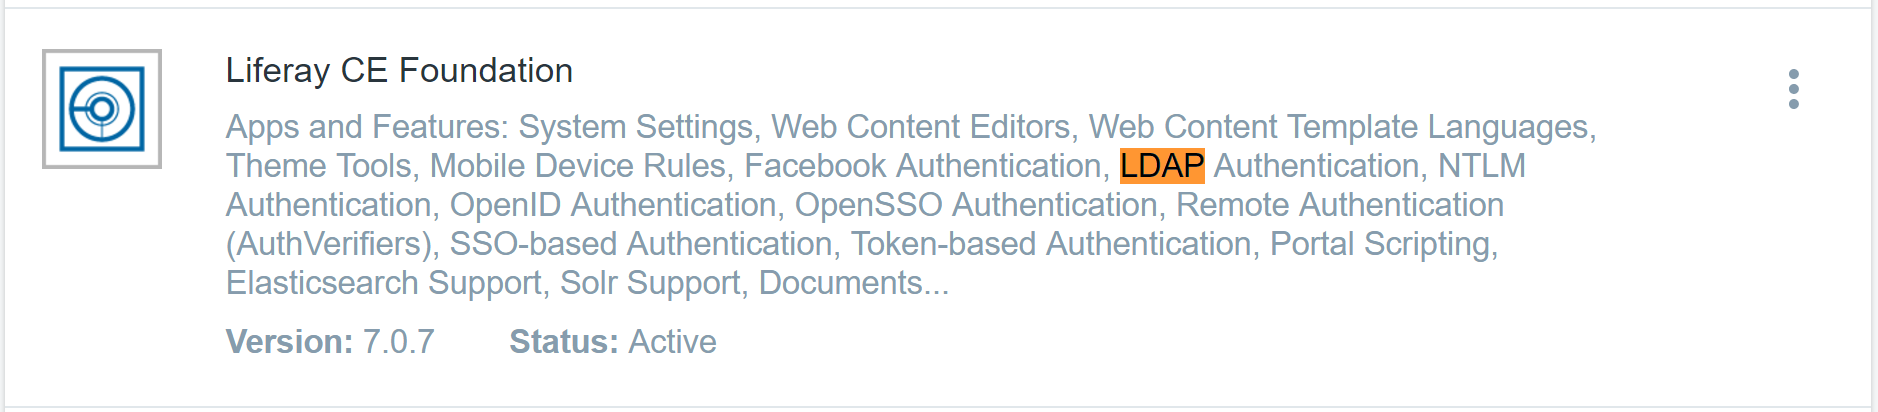 Liferay CE Foundation
Apps and Features: System Settings, Web Content Editors, Web Content Template Languages,
Theme Tools, Mobile Device Rules, Facebook Authentication, LDAP Authentication, NTLM
Authentication, OpenID Authentication, OpenSSO Authentication, Remote Authentication
(AuthVerifiers), SSO-based Authentication, Token-based Authentication, Portal Scripting,
Elasticsearch Support, Solr Support, Documents...
Version: 7.0.7 Status: Active